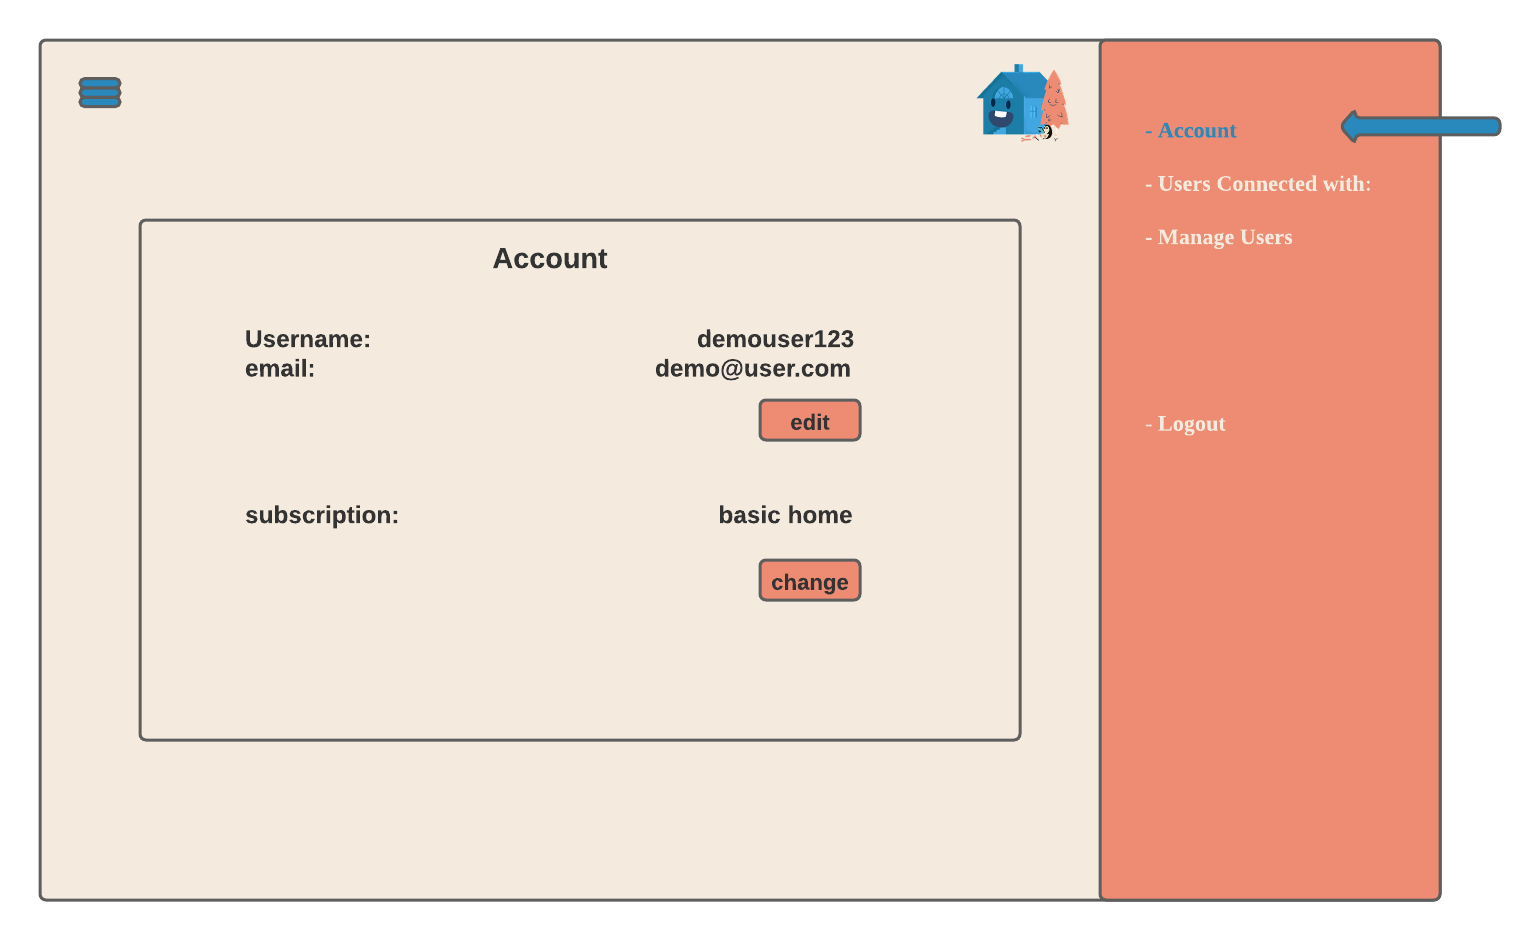 Account
Username: demouser123
email: demo@user.com
edit
subscription: basic home
change
- Account
- Users Connected with:
- Manage Users
- Logout